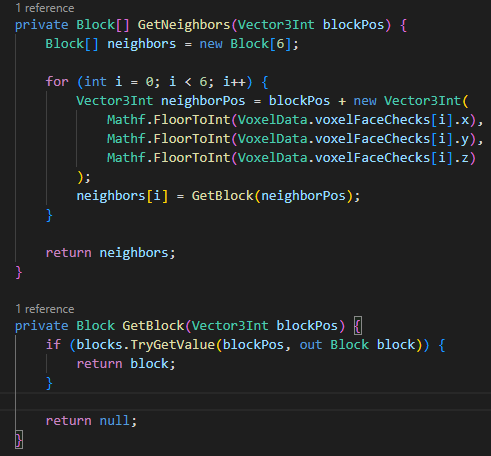 1 reference
private Block[] GetNeighbors(Vector3Int blockPos) {
Block[] neighbors = new Block[6];
for (int i = 0; i < 6; i++) {
Vector3Int neighborPos = blockPos + new Vector3Int(
Mathf.FloorToInt(VoxelData.voxelFaceChecks[i].x),
Mathf.FloorToInt(VoxelData.voxelFaceChecks[i].y),
Mathf.FloorToInt(VoxelData.voxelFaceChecks[i].z)
);
neighbors[i] = GetBlock(neighborPos);
}
return neighbors;
}
1 reference
private Block GetBlock(Vector3Int blockPos) {
if (blocks.TryGetValue(blockPos, out Block block)) {
return block;
}
return null;
}